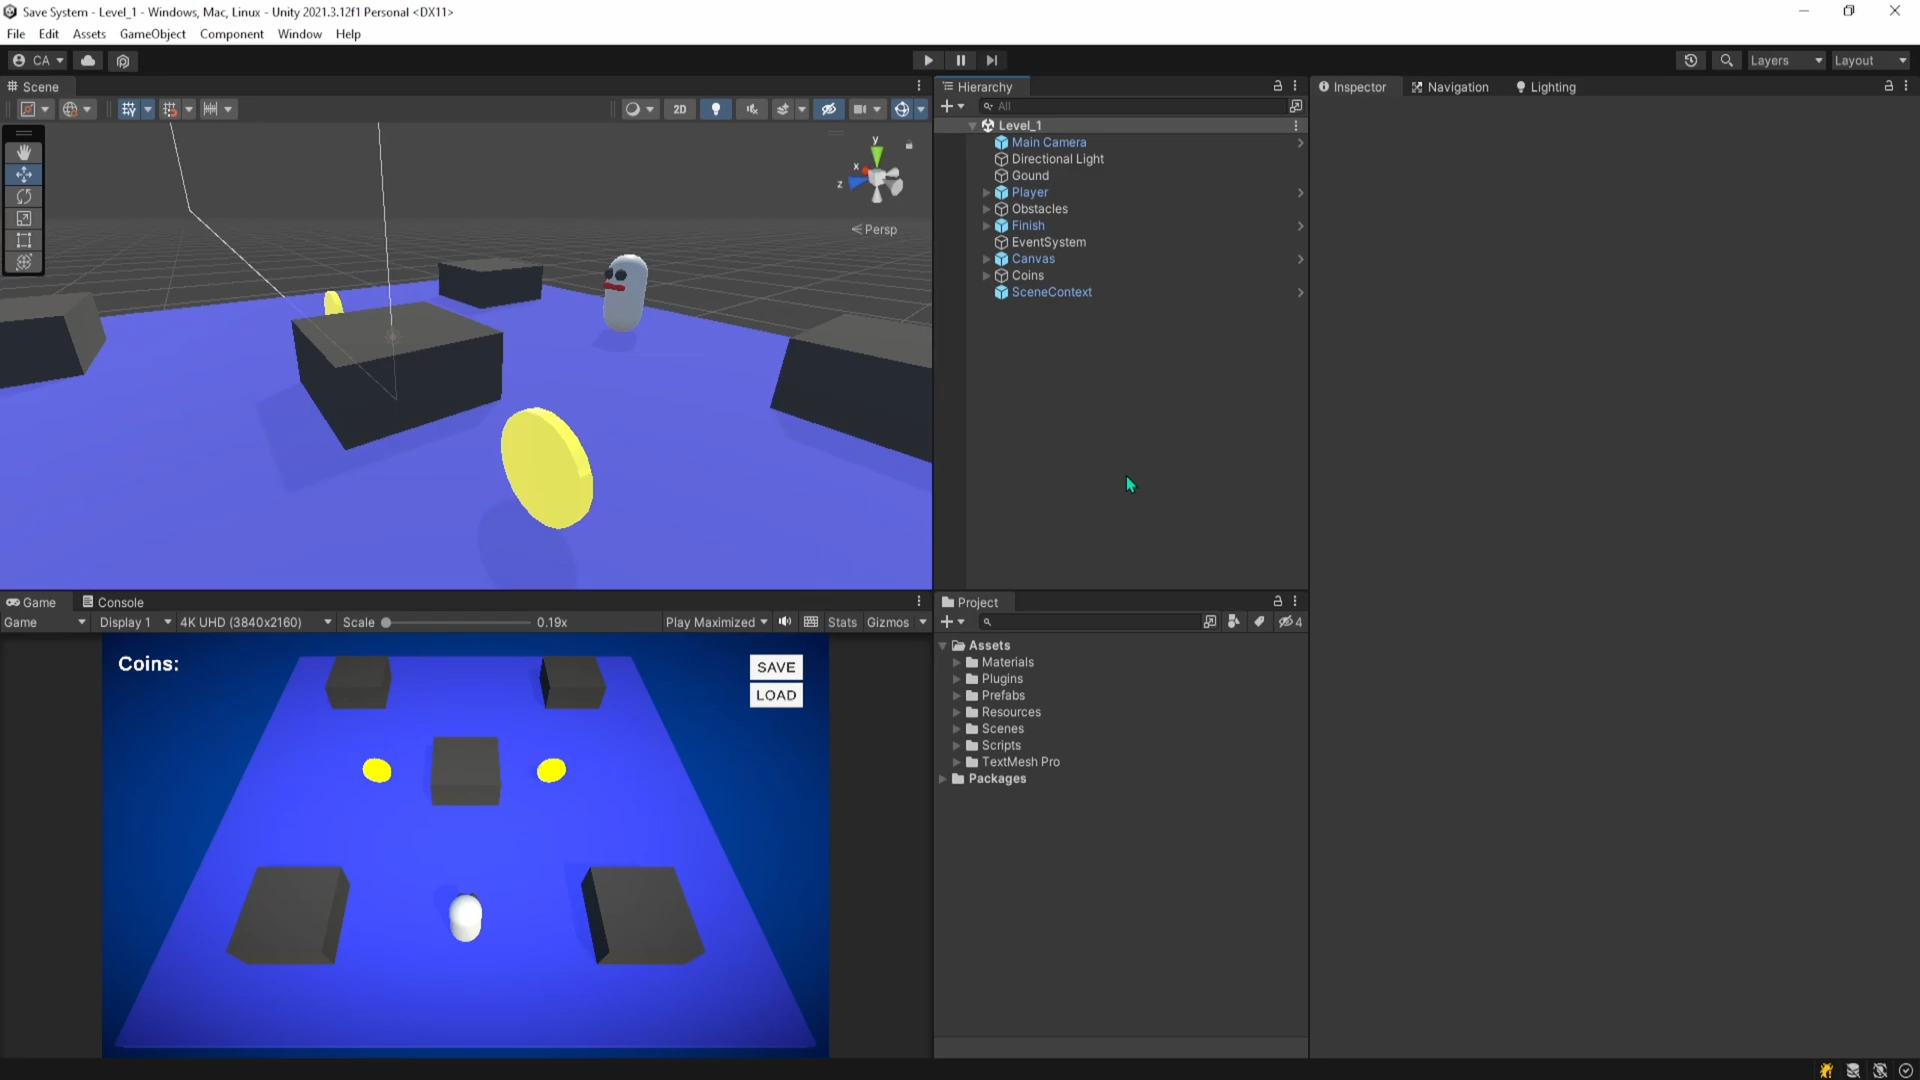 Save System - Level_1 - Windows, Mac, Linux - Unity 2021.3.12f1 Personal <DX11>
File Edit Assets GameObject Component Window Help
CA Layers Layout
Scene
2D
y
x
z
Persp
Hierarchy
All
Level_1
Main Camera
Directional Light
Gound
Player
Obstacles
Finish
EventSystem
Canvas
Coins
SceneContext
Inspector Navigation Lighting
Game Console
Game Display 1 4K UHD (3840x2160) Scale 0.19x Play Maximized Stats Gizmos
Coins:
SAVE
LOAD
Project
4
Assets
Materials
Plugins
Prefabs
Resources
Scenes
Scripts
TextMesh Pro
Packages